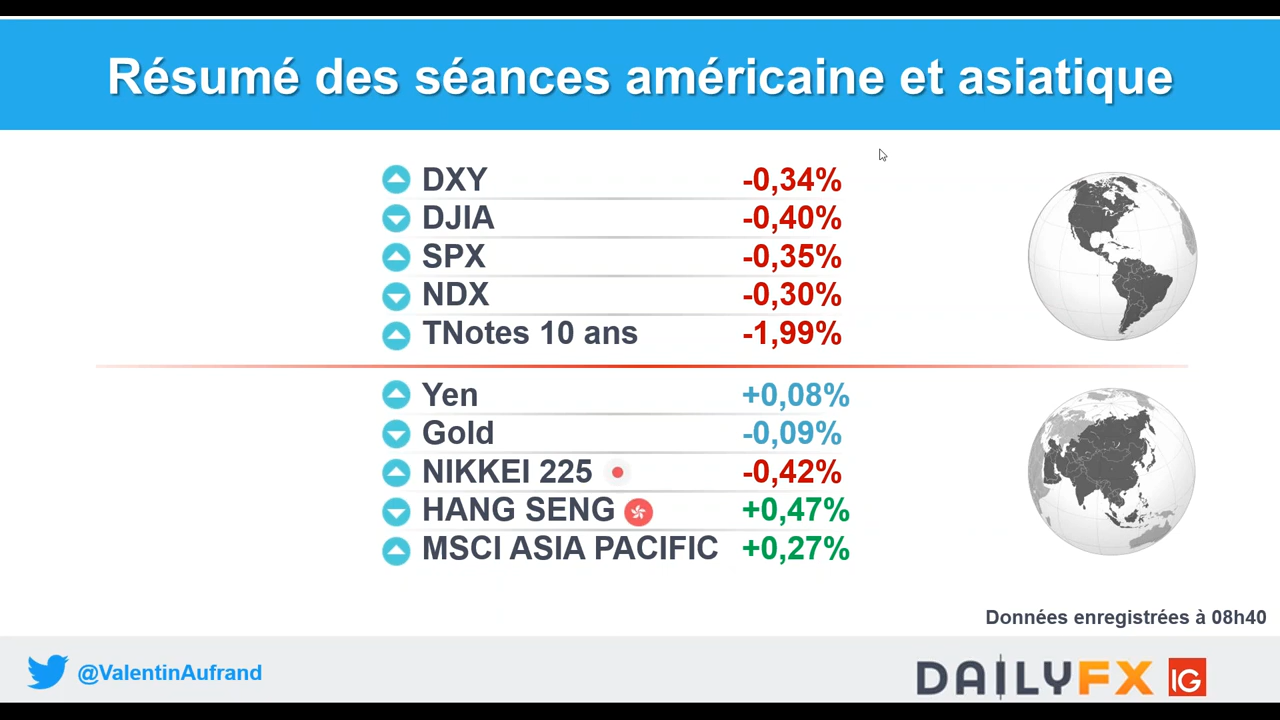 Résumé des séances américaine et asiatique
DXY -0,34%
DJIA -0,40%
SPX -0,35%
NDX -0,30%
TNotes 10 ans -1,99%
Yen +0,08%
Gold -0,09%
NIKKEI 225 -0,42%
HANG SENG +0,47%
MSCI ASIA PACIFIC +0,27%
Données enregistrées à 08h40
@ValentinAufrand
DAILYFX IG